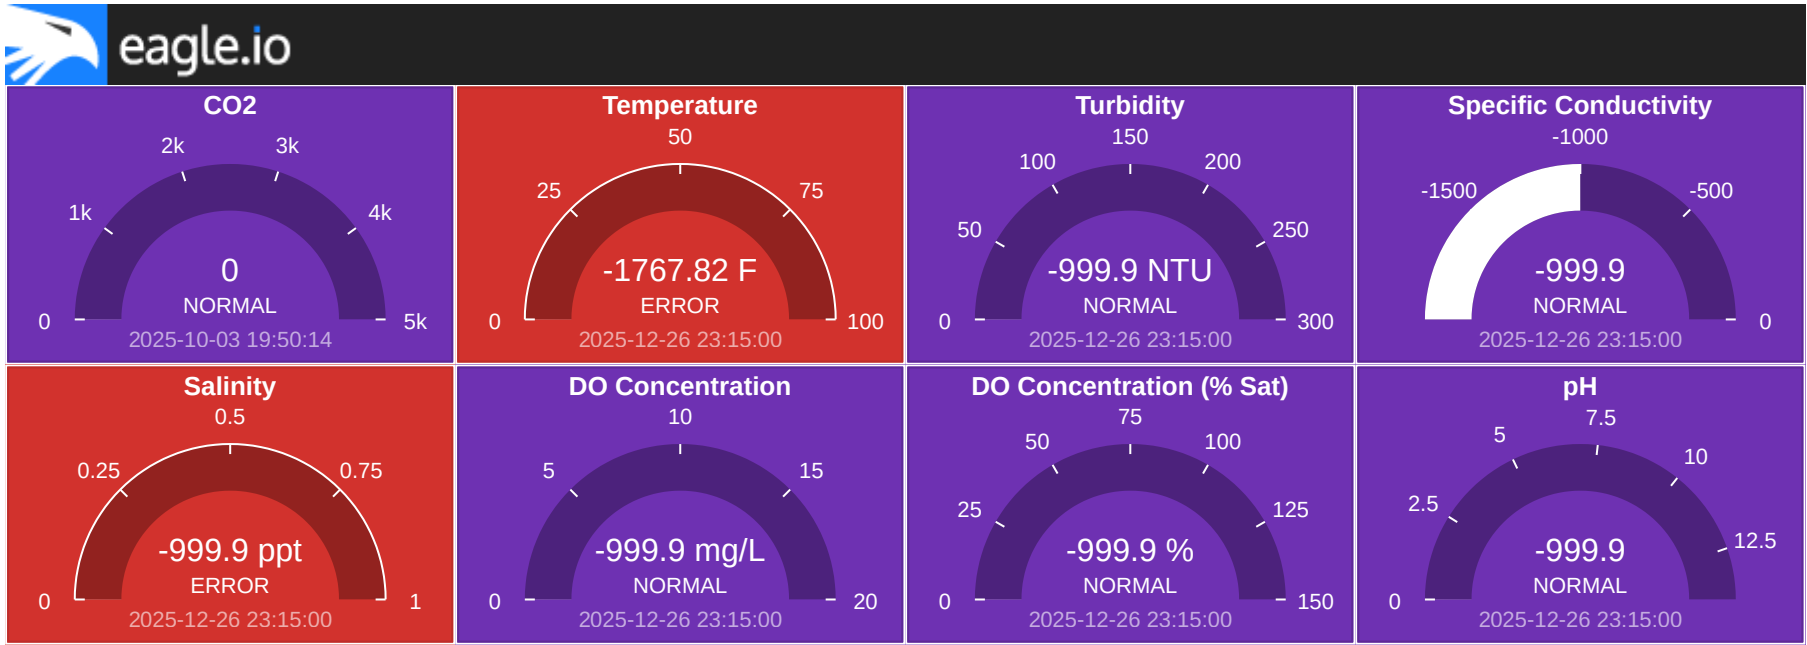 eagle.io
CO2
2k
3k
1k
4k
0
NORMAL
0
5k
2025-10-03 19:50:14
Temperature
50
25
75
-1767.82 F
ERROR
0
100
2025-12-26 23:15:00
Turbidity
150
100
200
50
250
-999.9 NTU
NORMAL
0
300
2025-12-26 23:15:00
Specific Conductivity
-1000
-1500
-500
-999.9
NORMAL
0
2025-12-26 23:15:00
Salinity
0.5
0.25
0.75
-999.9 ppt
ERROR
0
1
2025-12-26 23:15:00
DO Concentration
10
5
15
-999.9 mg/L
NORMAL
0
20
2025-12-26 23:15:00
DO Concentration (% Sat)
75
50
100
25
125
-999.9 %
NORMAL
0
150
2025-12-26 23:15:00
pH
7.5
5
10
2.5
12.5
-999.9
NORMAL
0
2025-12-26 23:15:00